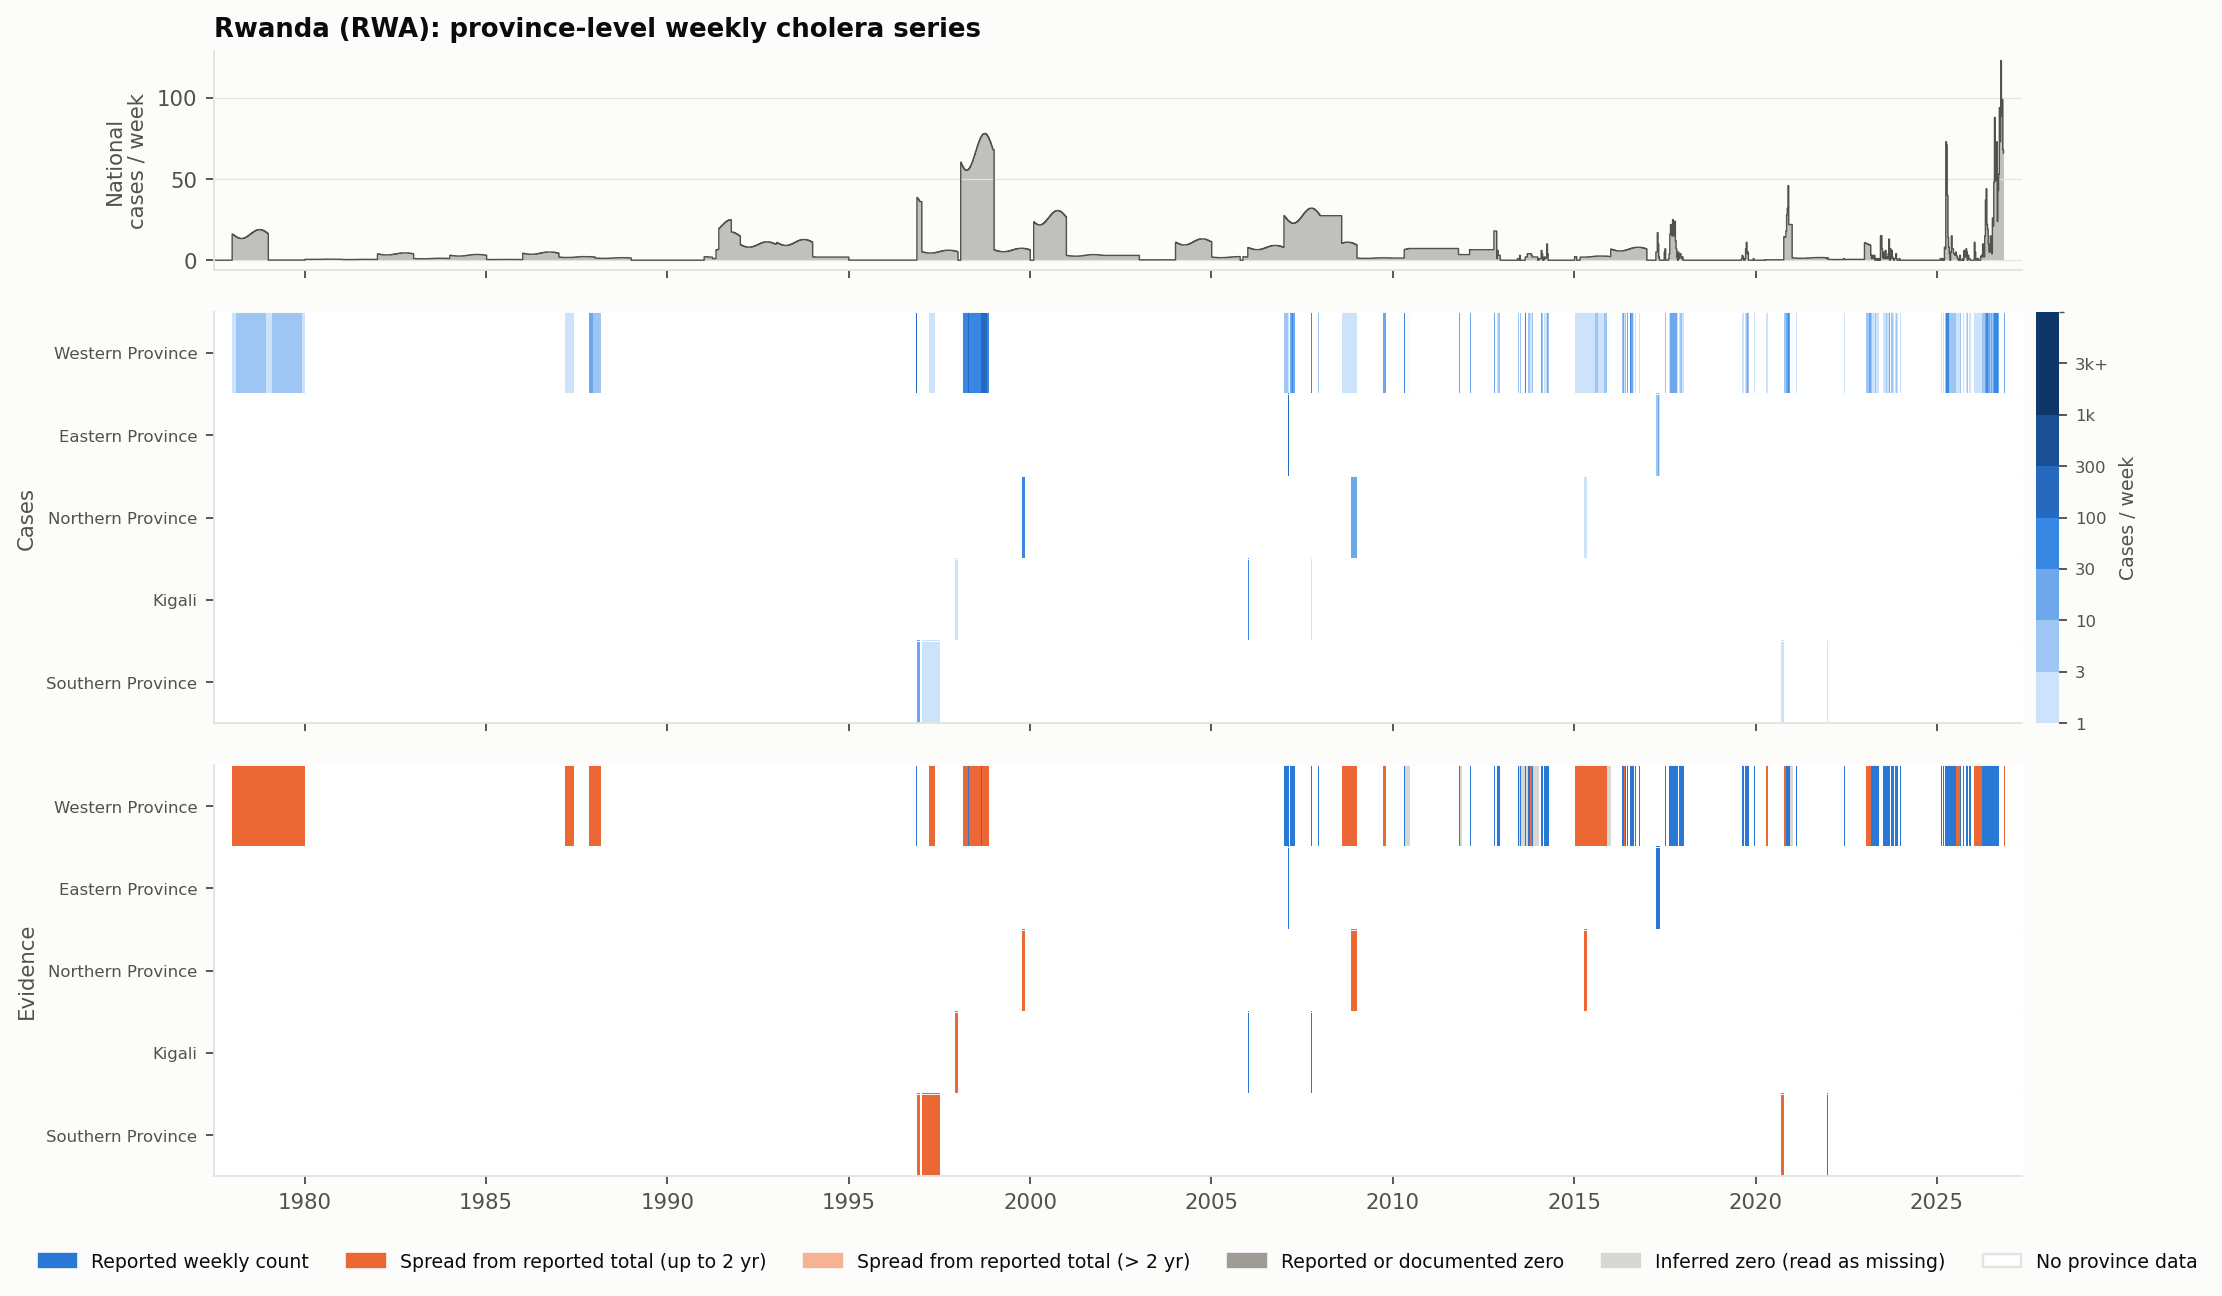 Rwanda (RWA): province-level weekly cholera series
National
cases / week
100
50
0
Cases
Western Province
Eastern Province
Northern Province
Kigali
Southern Province
3k+
1k
300
100
30
10
3
1
Cases / week
Evidence
Western Province
Eastern Province
Northern Province
Kigali
Southern Province
1980
1985
1990
1995
2000
2005
2010
2015
2020
2025
Reported weekly count
Spread from reported total (up to 2 yr)
Spread from reported total (> 2 yr)
Reported or documented zero
Inferred zero (read as missing)
No province data